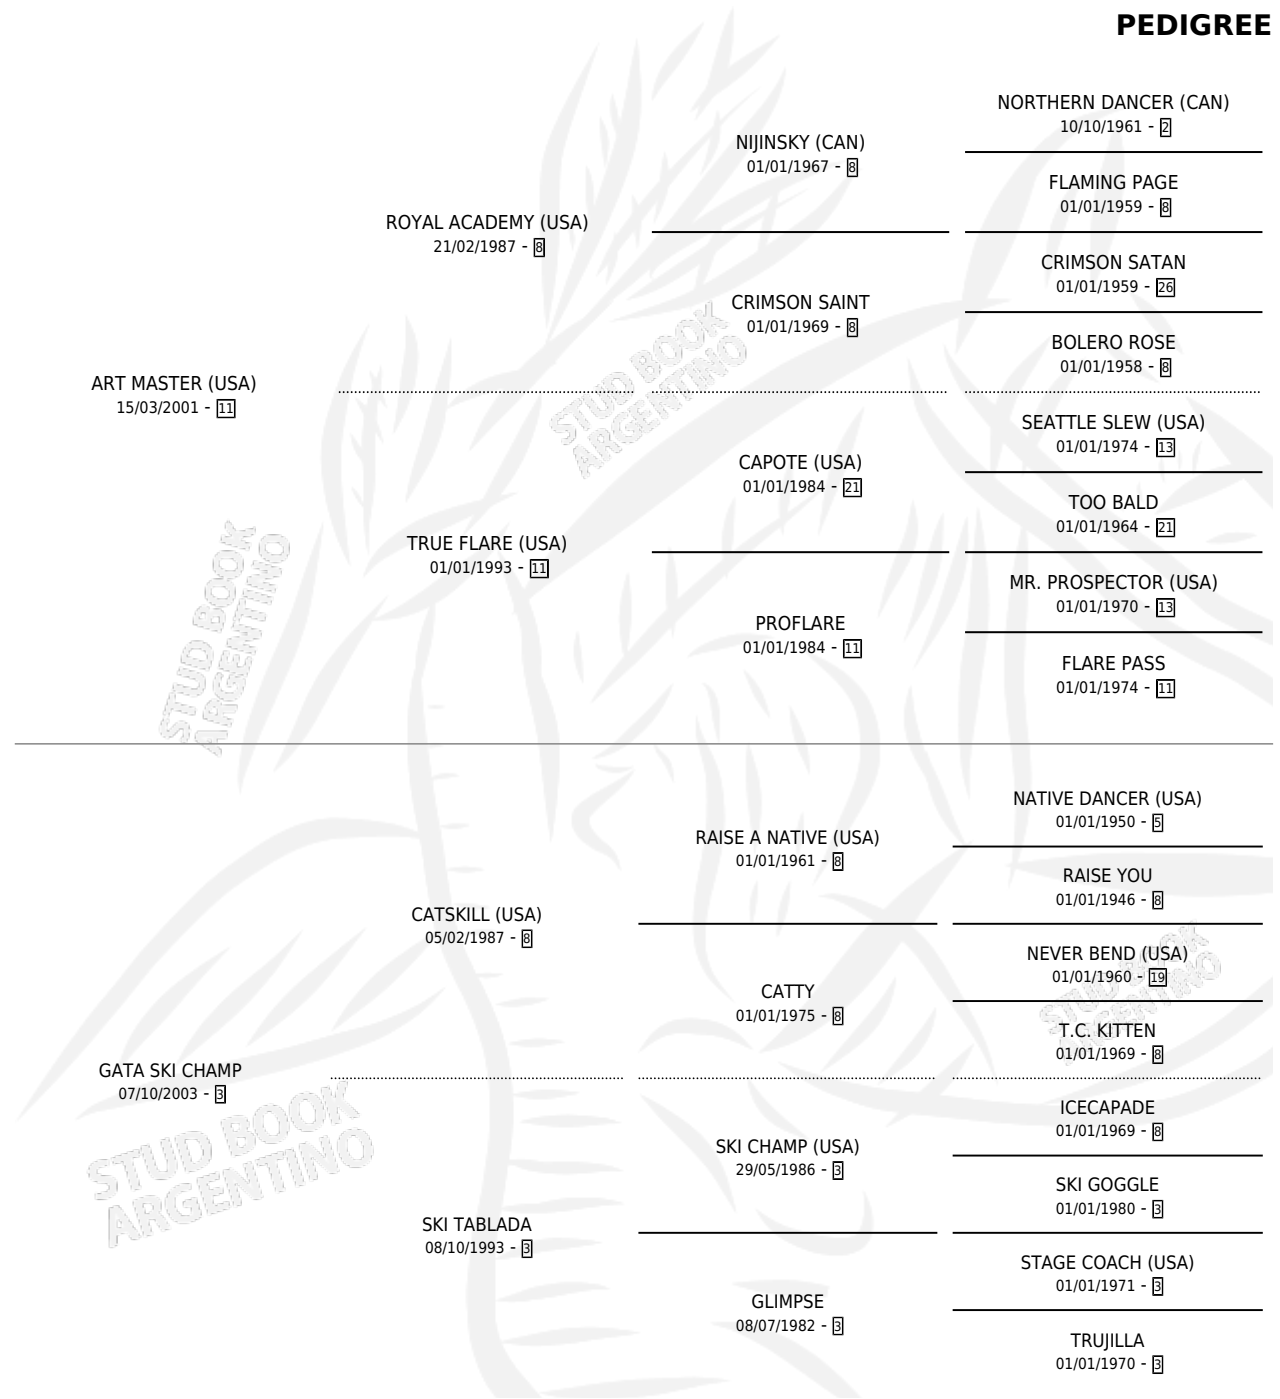 PEDIGREE
NORTHERN DANCER (CAN)
10/10/1961 - 2
NIJINSKY (CAN)
01/01/1967 - 8
FLAMING PAGE
01/01/1959 - 8
ROYAL ACADEMY (USA)
21/02/1987 - 8
CRIMSON SATAN
01/01/1959 - 26
CRIMSON SAINT
01/01/1969 - 8
BOLERO ROSE
01/01/1958 - 8
ART MASTER (USA)
15/03/2001 - 11
SEATTLE SLEW (USA)
01/01/1974 - 13
CAPOTE (USA)
01/01/1984 - 21
TOO BALD
01/01/1964 - 21
TRUE FLARE (USA)
01/01/1993 - 11
MR. PROSPECTOR (USA)
01/01/1970 - 13
PROFLARE
01/01/1984 - 11
FLARE PASS
01/01/1974 - 11
NATIVE DANCER (USA)
01/01/1950 - 5
RAISE A NATIVE (USA)
01/01/1961 - 8
RAISE YOU
01/01/1946 - 8
CATSKILL (USA)
05/02/1987 - 8
NEVER BEND (USA)
01/01/1960 - 19
CATTY
01/01/1975 - 8
T.C. KITTEN
01/01/1969 - 8
GATA SKI CHAMP
07/10/2003 - 3
ICECAPADE
01/01/1969 - 8
SKI CHAMP (USA)
29/05/1986 - 3
SKI GOGGLE
01/01/1980 - 3
SKI TABLADA
08/10/1993 - 3
STAGE COACH (USA)
01/01/1971 - 3
GLIMPSE
08/07/1982 - 3
TRUJILLA
01/01/1970 - 3
STUD BOOK
ARGENTINO
STUD BOOK
ARGENTINO
STUD BOOK
ARGENTINO
STUD BOOK
ARGENTINO